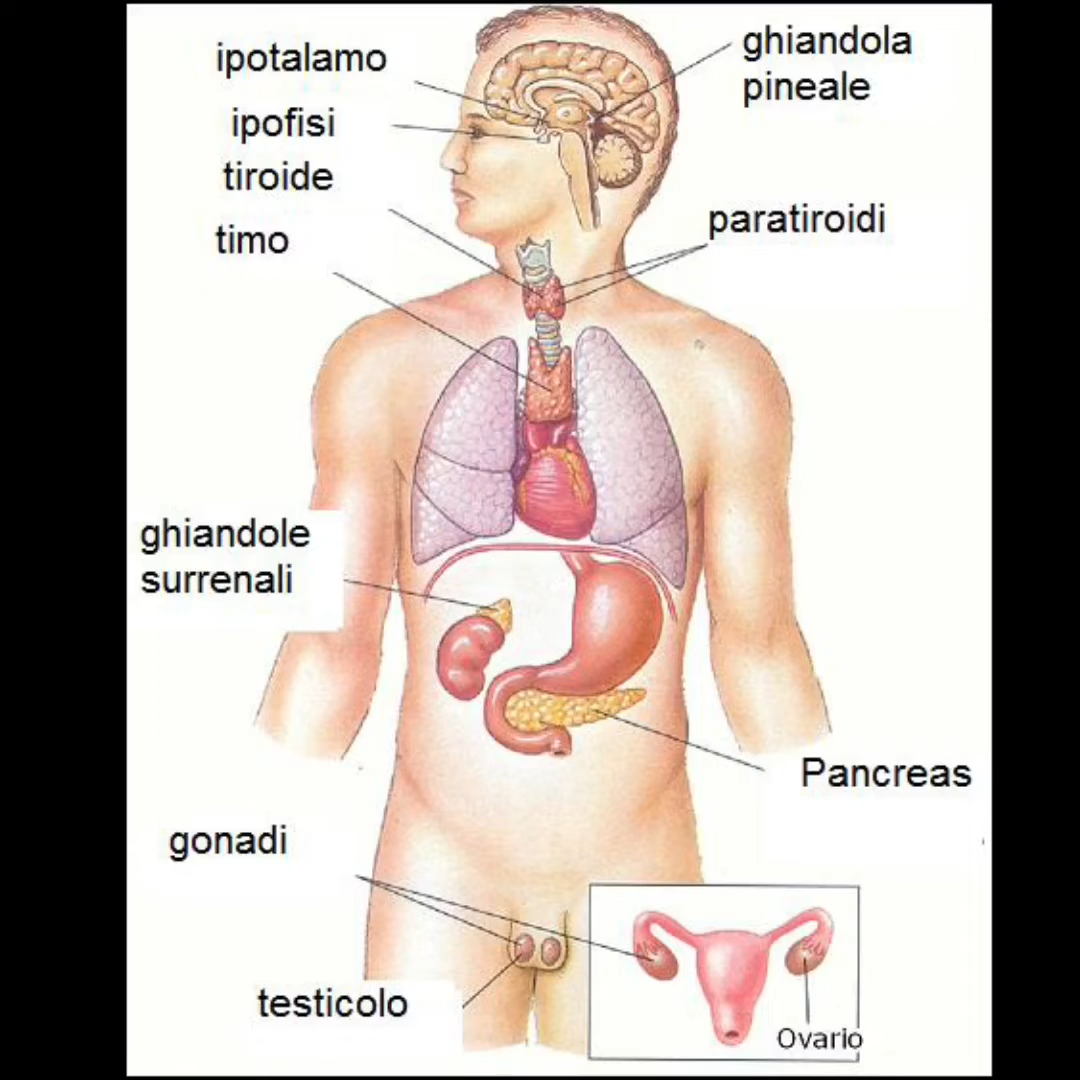 ipotalamo
ghiandola
pineale
ipofisi
tiroide
timo
paratiroidi
ghiandole
surrenali
Pancreas
gonadi
testicolo
Ovario